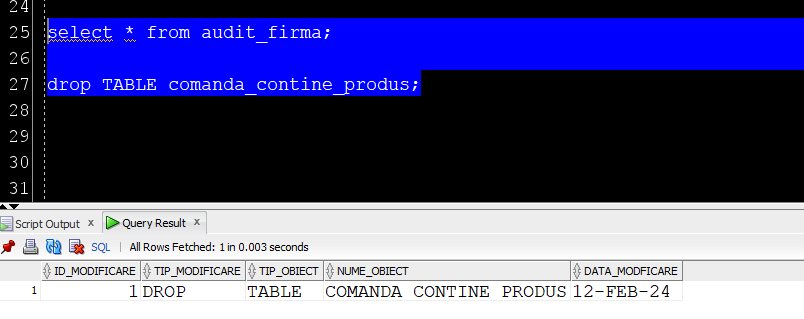 24
25 select * from audit_firma;
26
27 drop TABLE comanda_contine_produs;
28
29
30
31
Script Output x Query Result x
SQL | All Rows Fetched: 1 in 0.003 seconds
ID_MODIFICARE TIP_MODIFICARE TIP_OBIECT NUME_OBIECT DATA_MODFICARE
1 1 DROP TABLE COMANDA_CONTINE_PRODUS 12-FEB-24